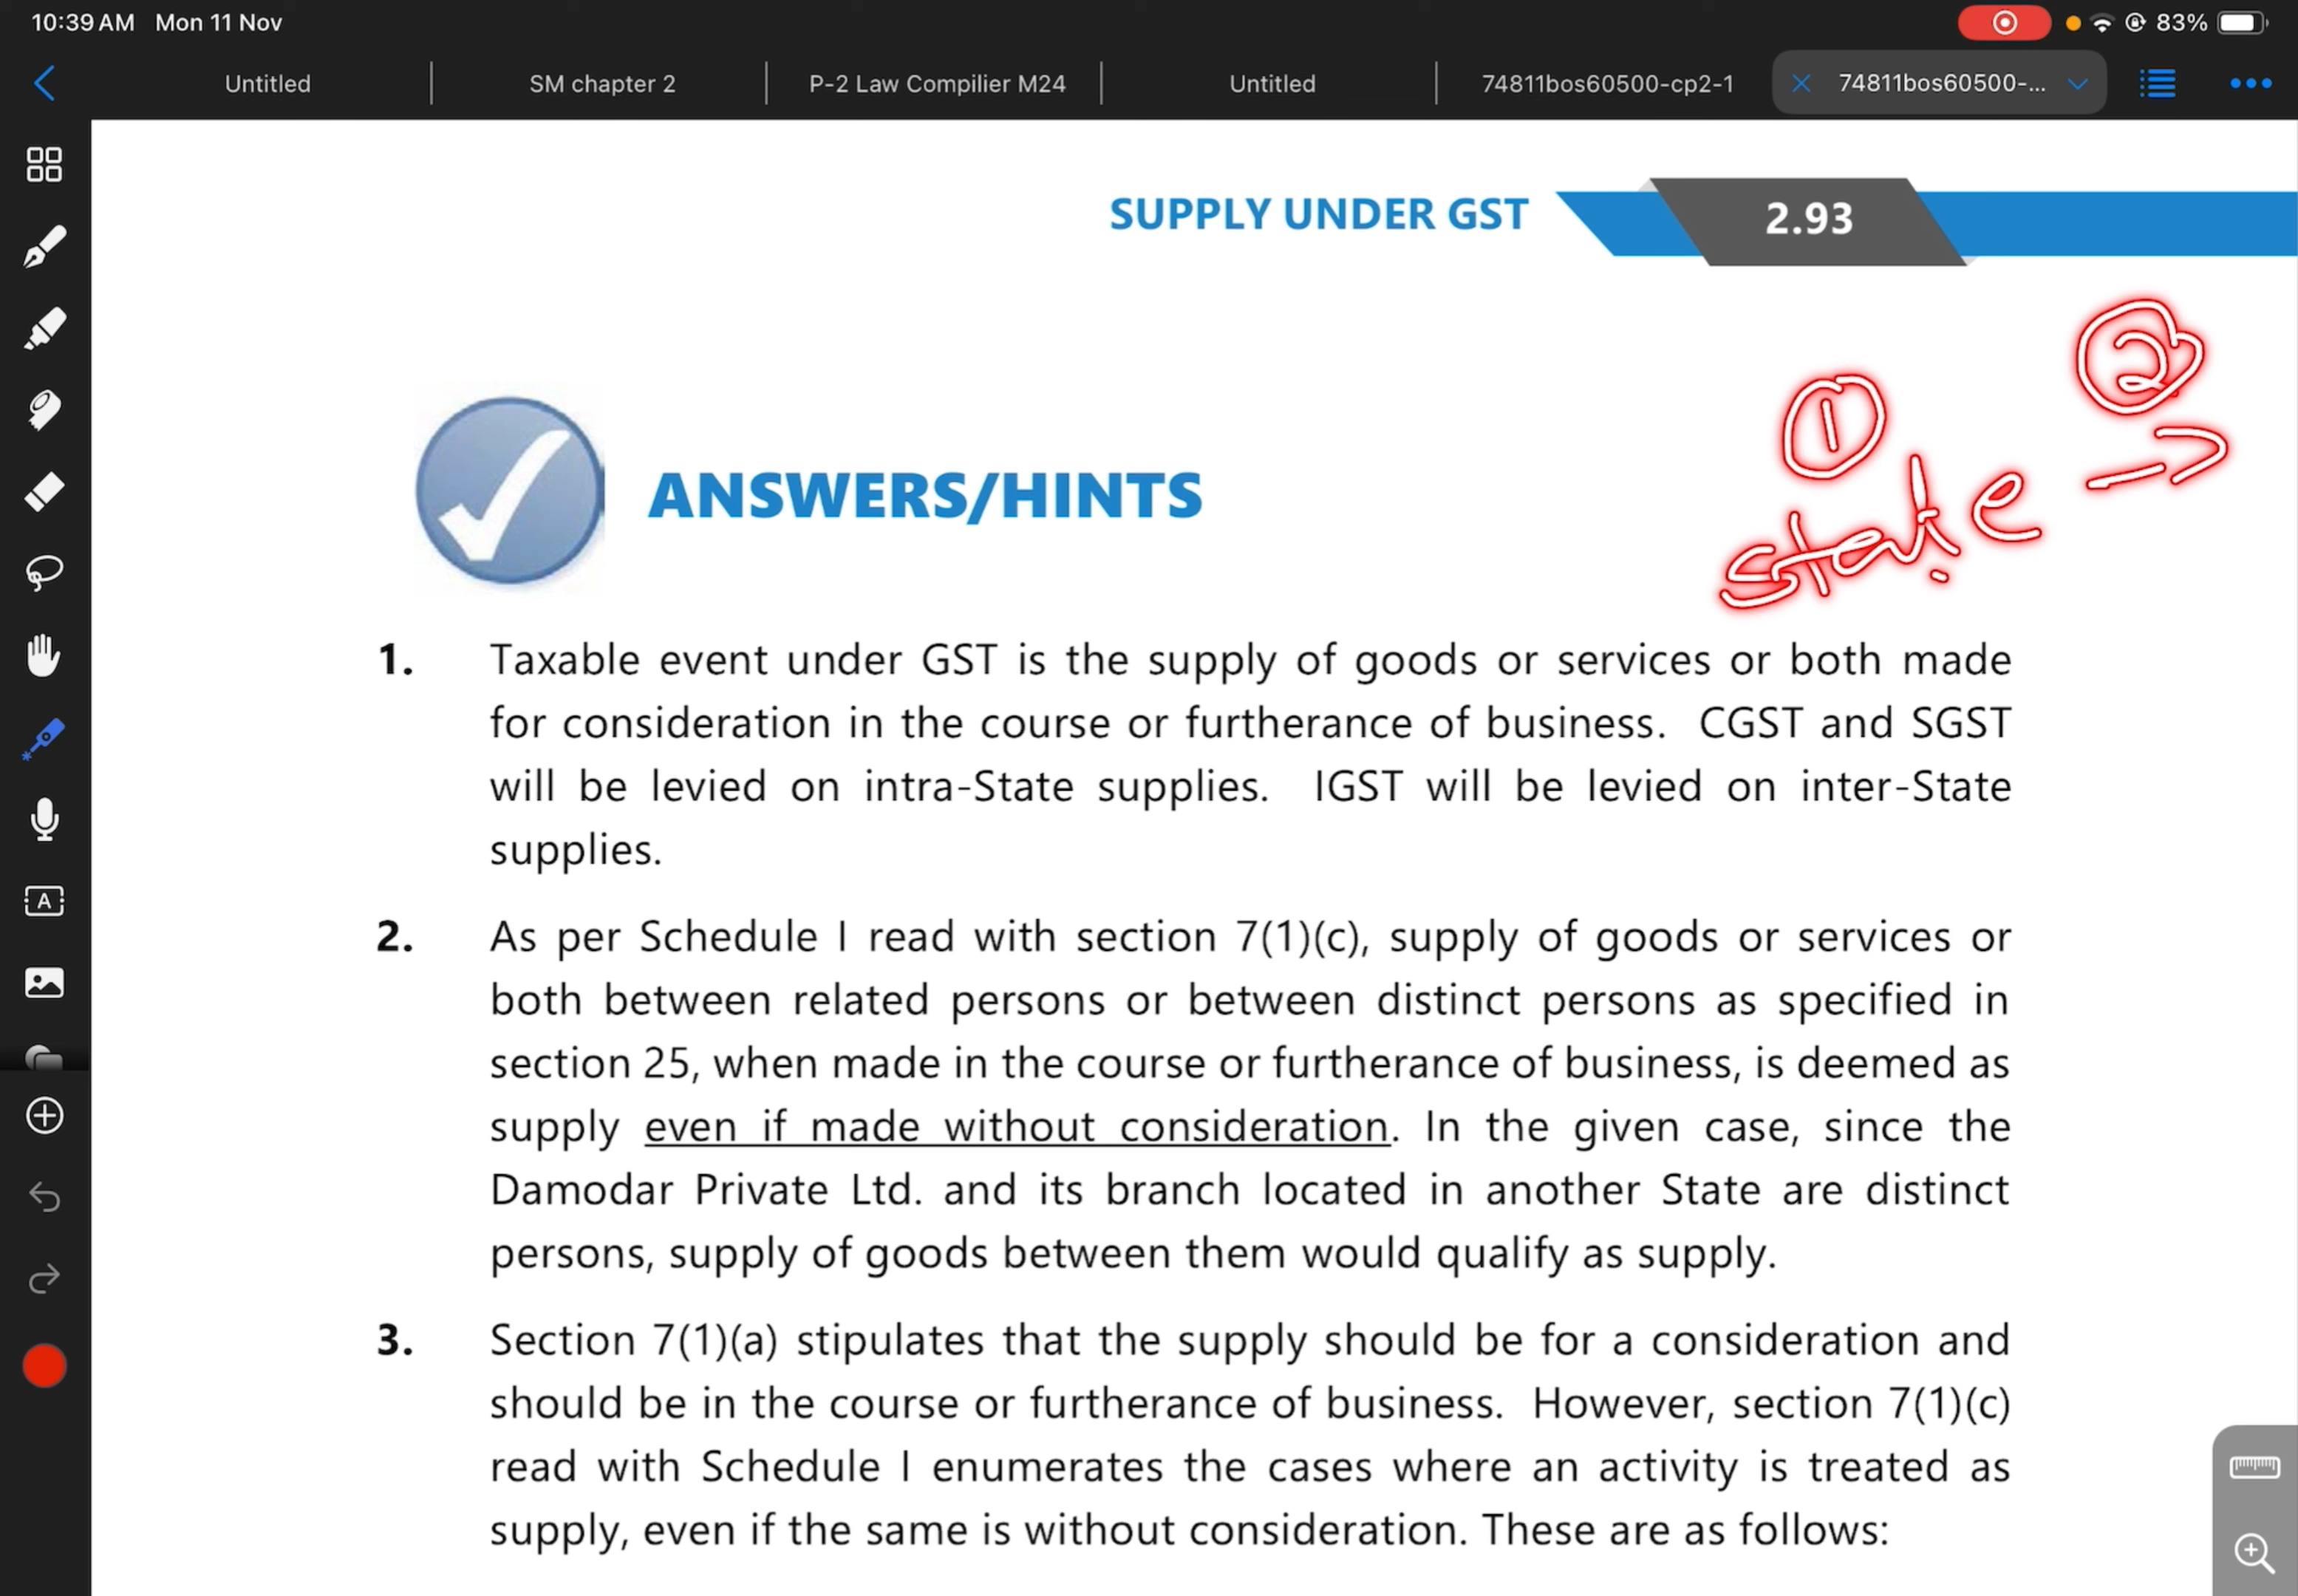 10:39 AM Mon 11 Nov
83%
Untitled
SM chapter 2
P-2 Law Compilier M24
Untitled
74811bos60500-cp2-1
74811bos60500-...
SUPPLY UNDER GST 2.93
② 
①
state →
ANSWERS/HINTS
1. Taxable event under GST is the supply of goods or services or both made
for consideration in the course or furtherance of business. CGST and SGST
will be levied on intra-State supplies. IGST will be levied on inter-State
supplies.
2. As per Schedule I read with section 7(1)(c), supply of goods or services or
both between related persons or between distinct persons as specified in
section 25, when made in the course or furtherance of business, is deemed as
supply even if made without consideration. In the given case, since the
Damodar Private Ltd. and its branch located in another State are distinct
persons, supply of goods between them would qualify as supply.
3. Section 7(1)(a) stipulates that the supply should be for a consideration and
should be in the course or furtherance of business. However, section 7(1)(c)
read with Schedule I enumerates the cases where an activity is treated as
supply, even if the same is without consideration. These are as follows: